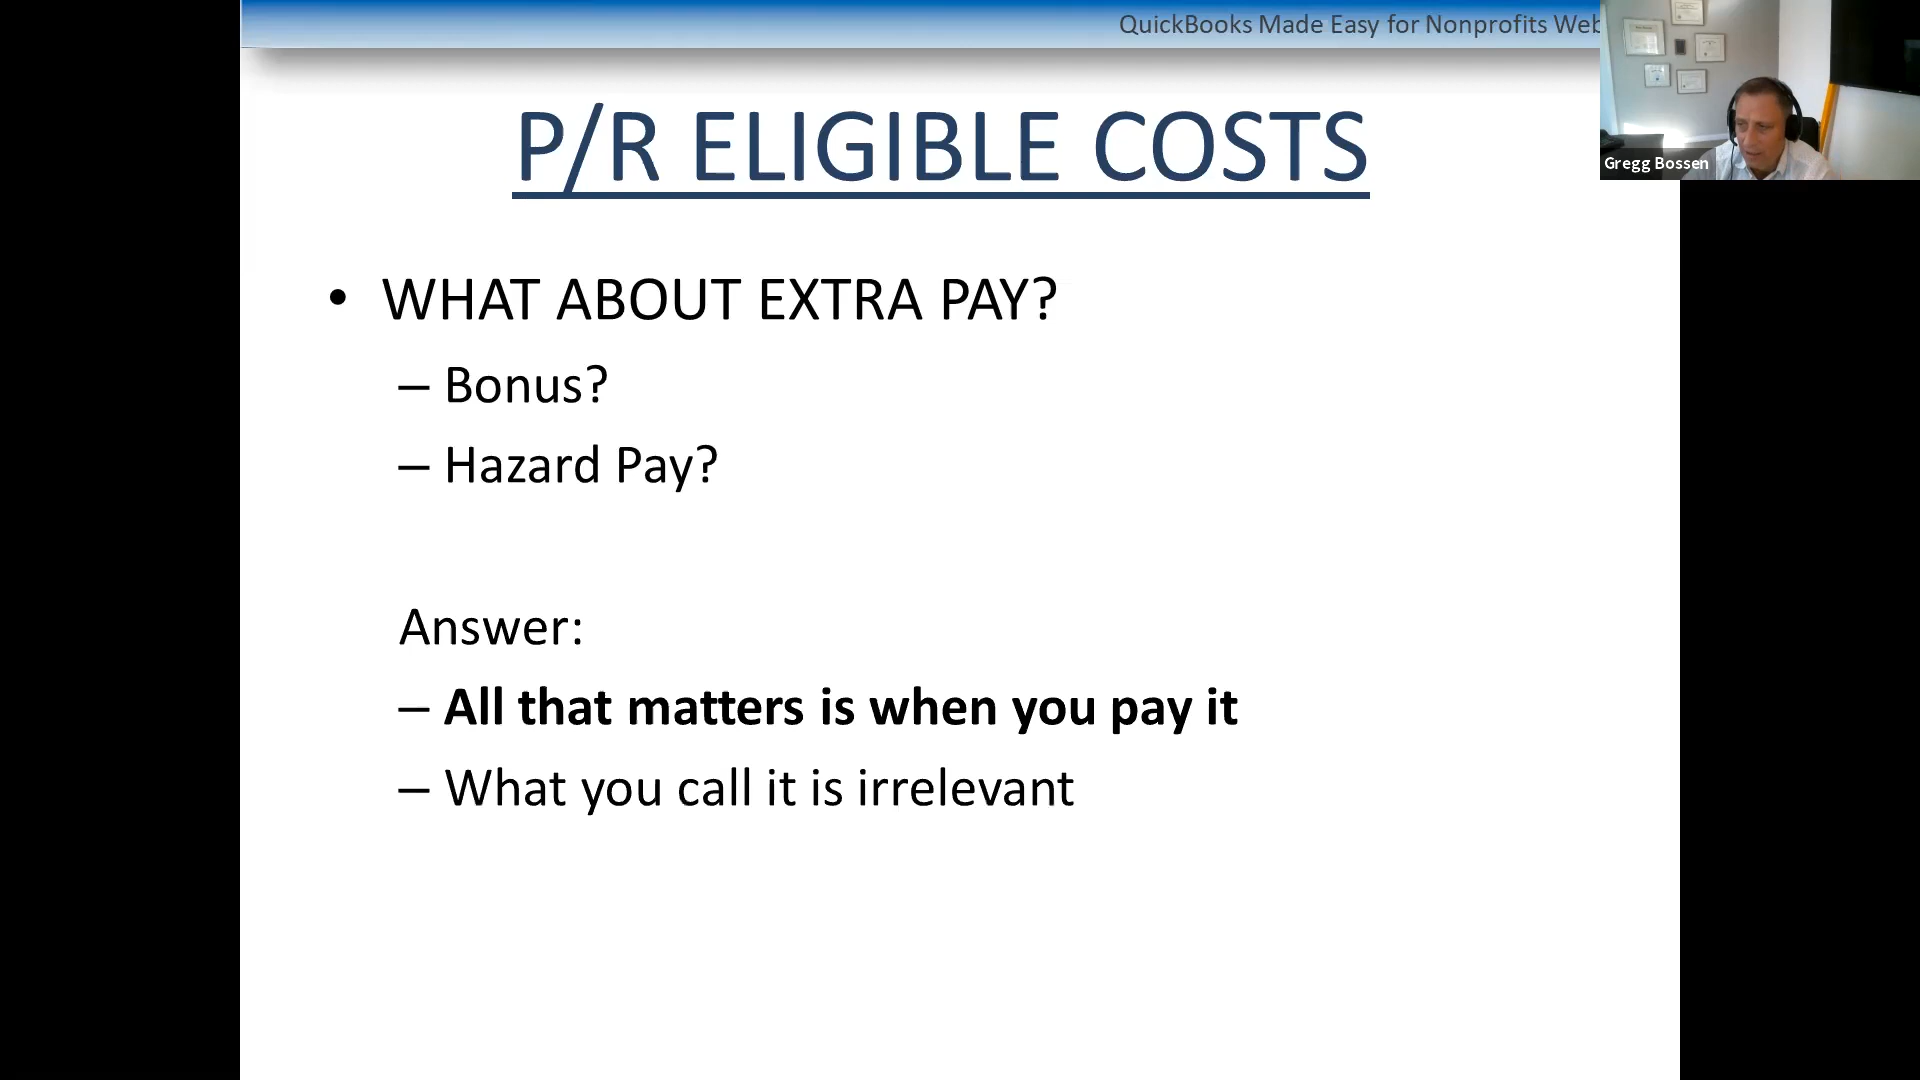 QuickBooks Made Easy for Nonprofits
P/R ELIGIBLE COSTS
Gregg Bossen
• WHAT ABOUT EXTRA PAY?
– Bonus?
– Hazard Pay?
Answer:
– All that matters is when you pay it
– What you call it is irrelevant